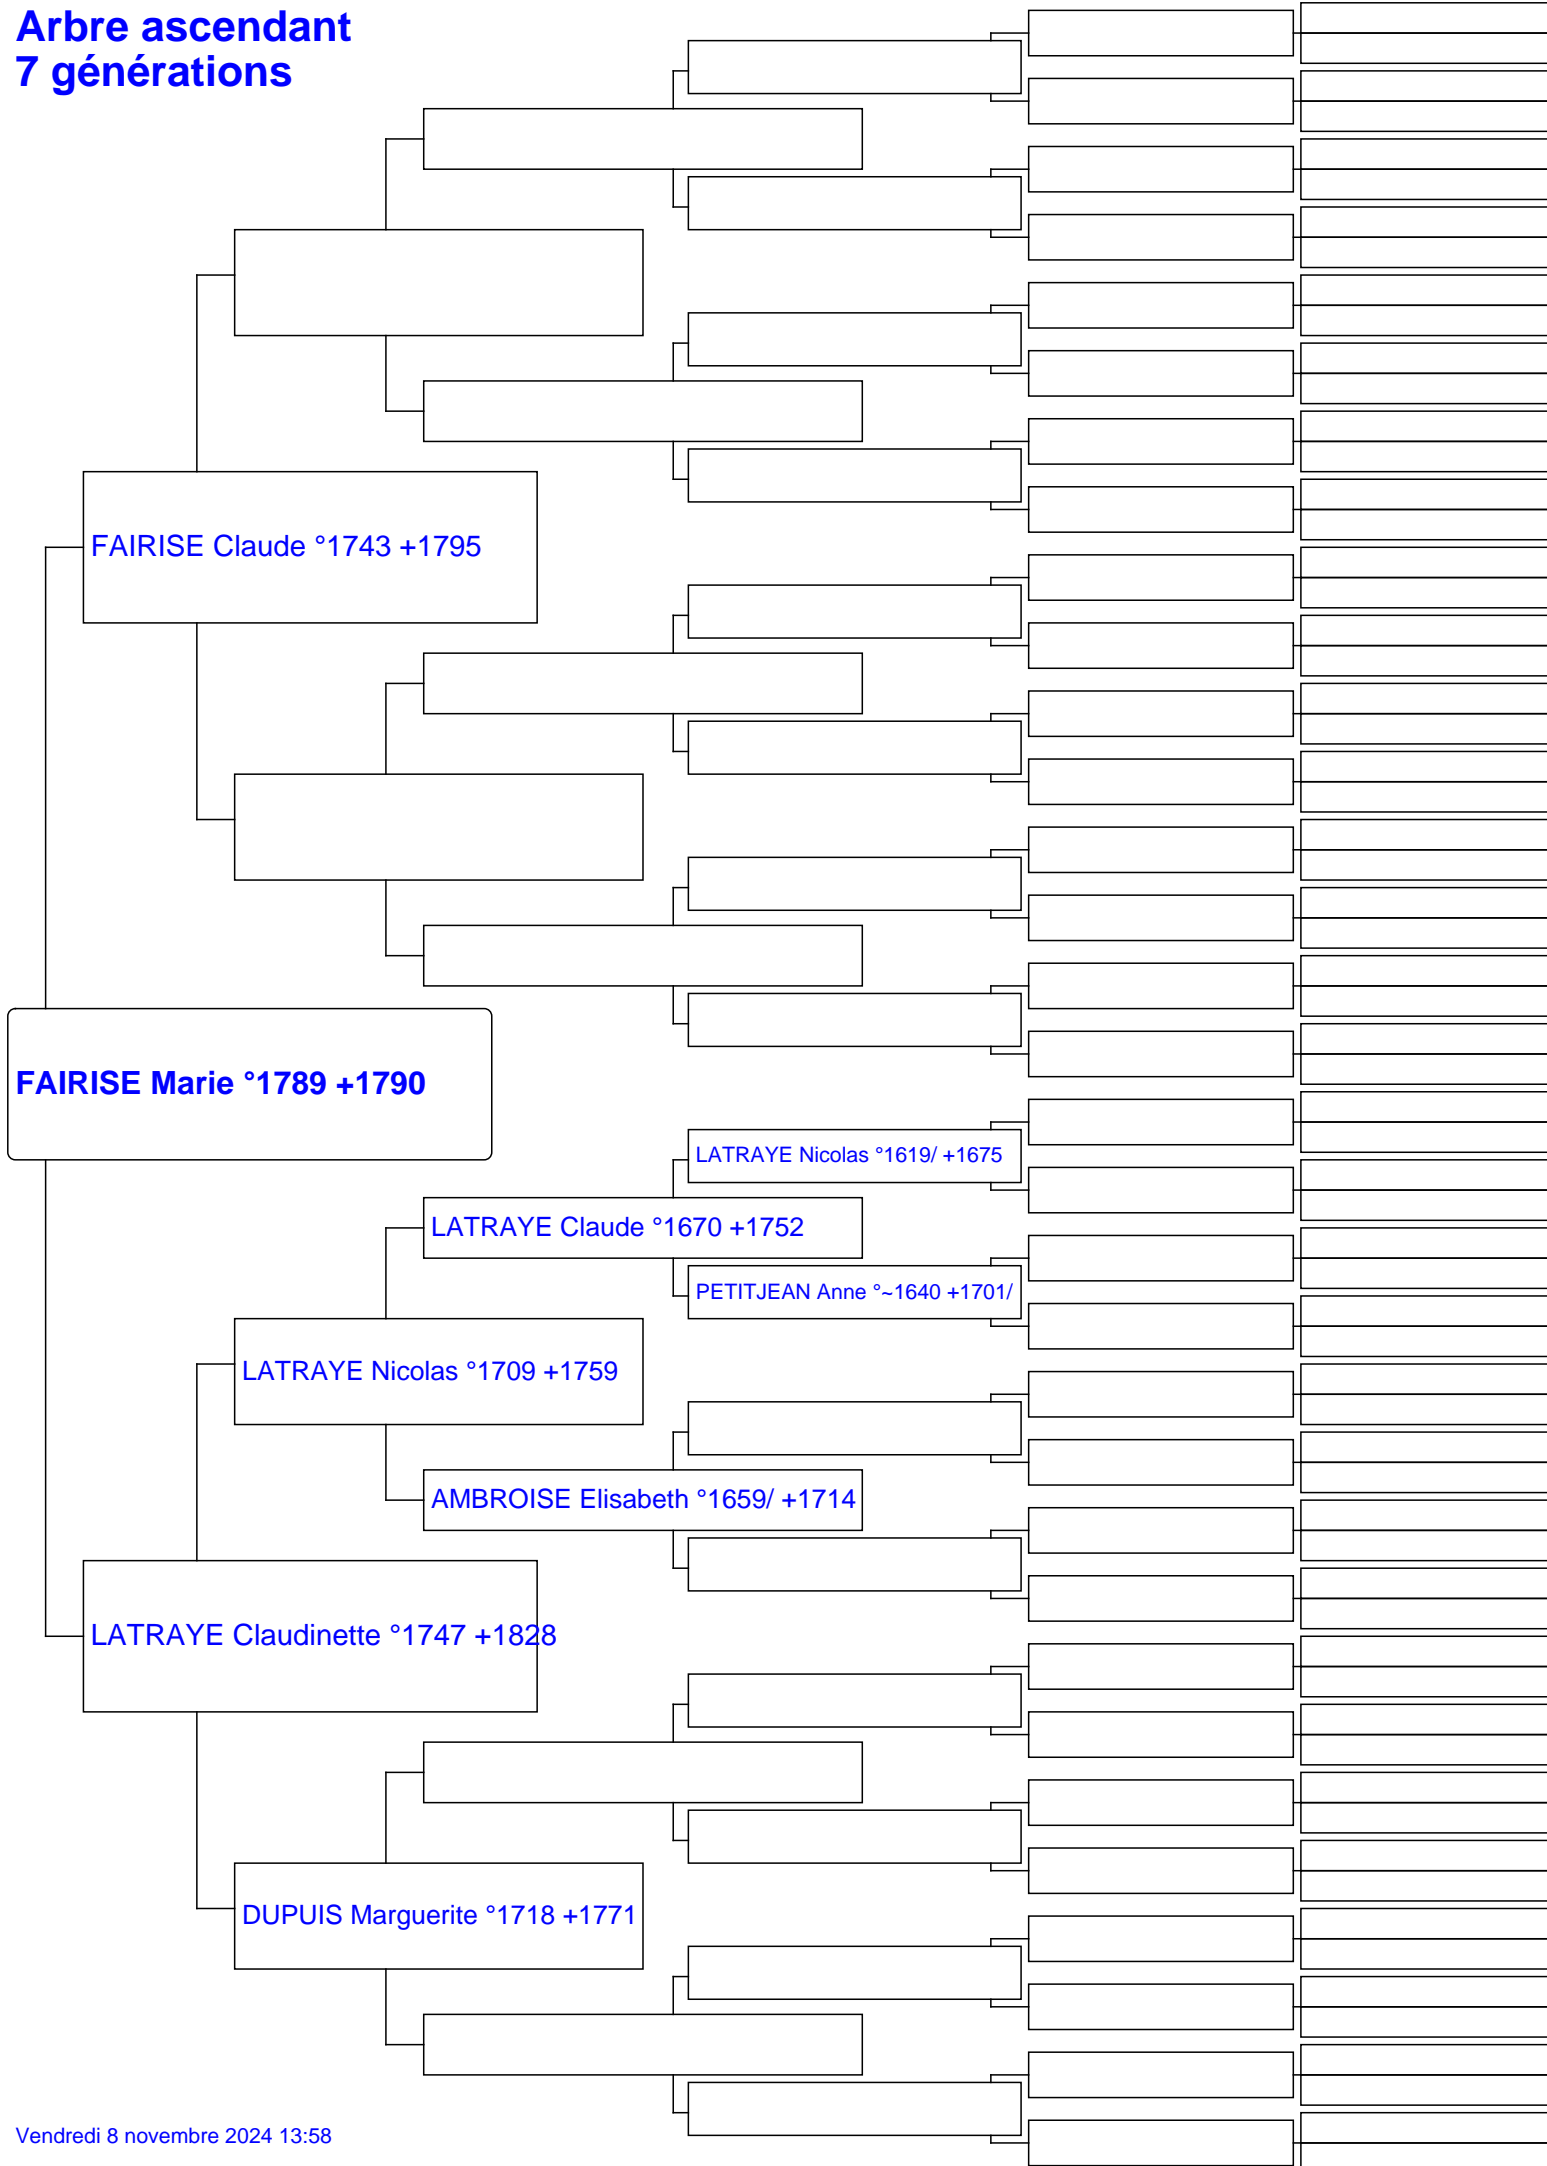 Arbre ascendant
7 générations
FAIRISE Claude °1743 +1795
FAIRISE Marie °1789 +1790
LATRAYE Nicolas °1619/ +1675
LATRAYE Claude °1670 +1752
PETITJEAN Anne °~1640 +1701/
LATRAYE Nicolas °1709 +1759
AMBROISE Elisabeth °1659/ +1714
LATRAYE Claudinette °1747 +1828
DUPUIS Marguerite °1718 +1771
Vendredi 8 novembre 2024 13:58